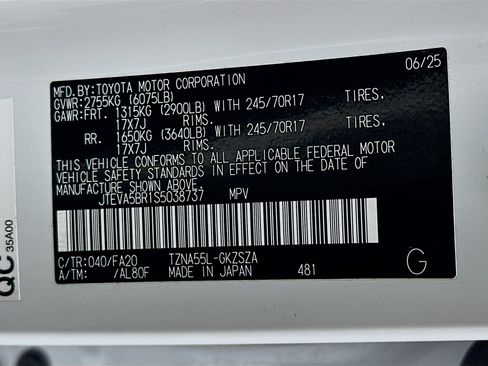 MFD.BY:TOYOTA MOTOR CORPORATION 06/25
GVWR:2755KG (6075LB)
GAWR:FRT. 1315KG (2900LB) WITH 245/70R17 TIRES.
17X7J RIMS.
RR. 1650KG (3640LB) WITH 245/70R17 TIRES.
17X7J RIMS.
THIS VEHICLE CONFORMS TO ALL APPLICABLE FEDERAL MOTOR
VEHICLE SAFETY STANDARDS IN EFFECT ON THE DATE OF
MANUFACTURE SHOWN ABOVE.
JTEVA5BR1S5038737 MPV
C/TR:040/FA20 TZNA55L-GKZSZA
A/TM: /AL80F MADE IN JAPAN 481 G
QC 35A00